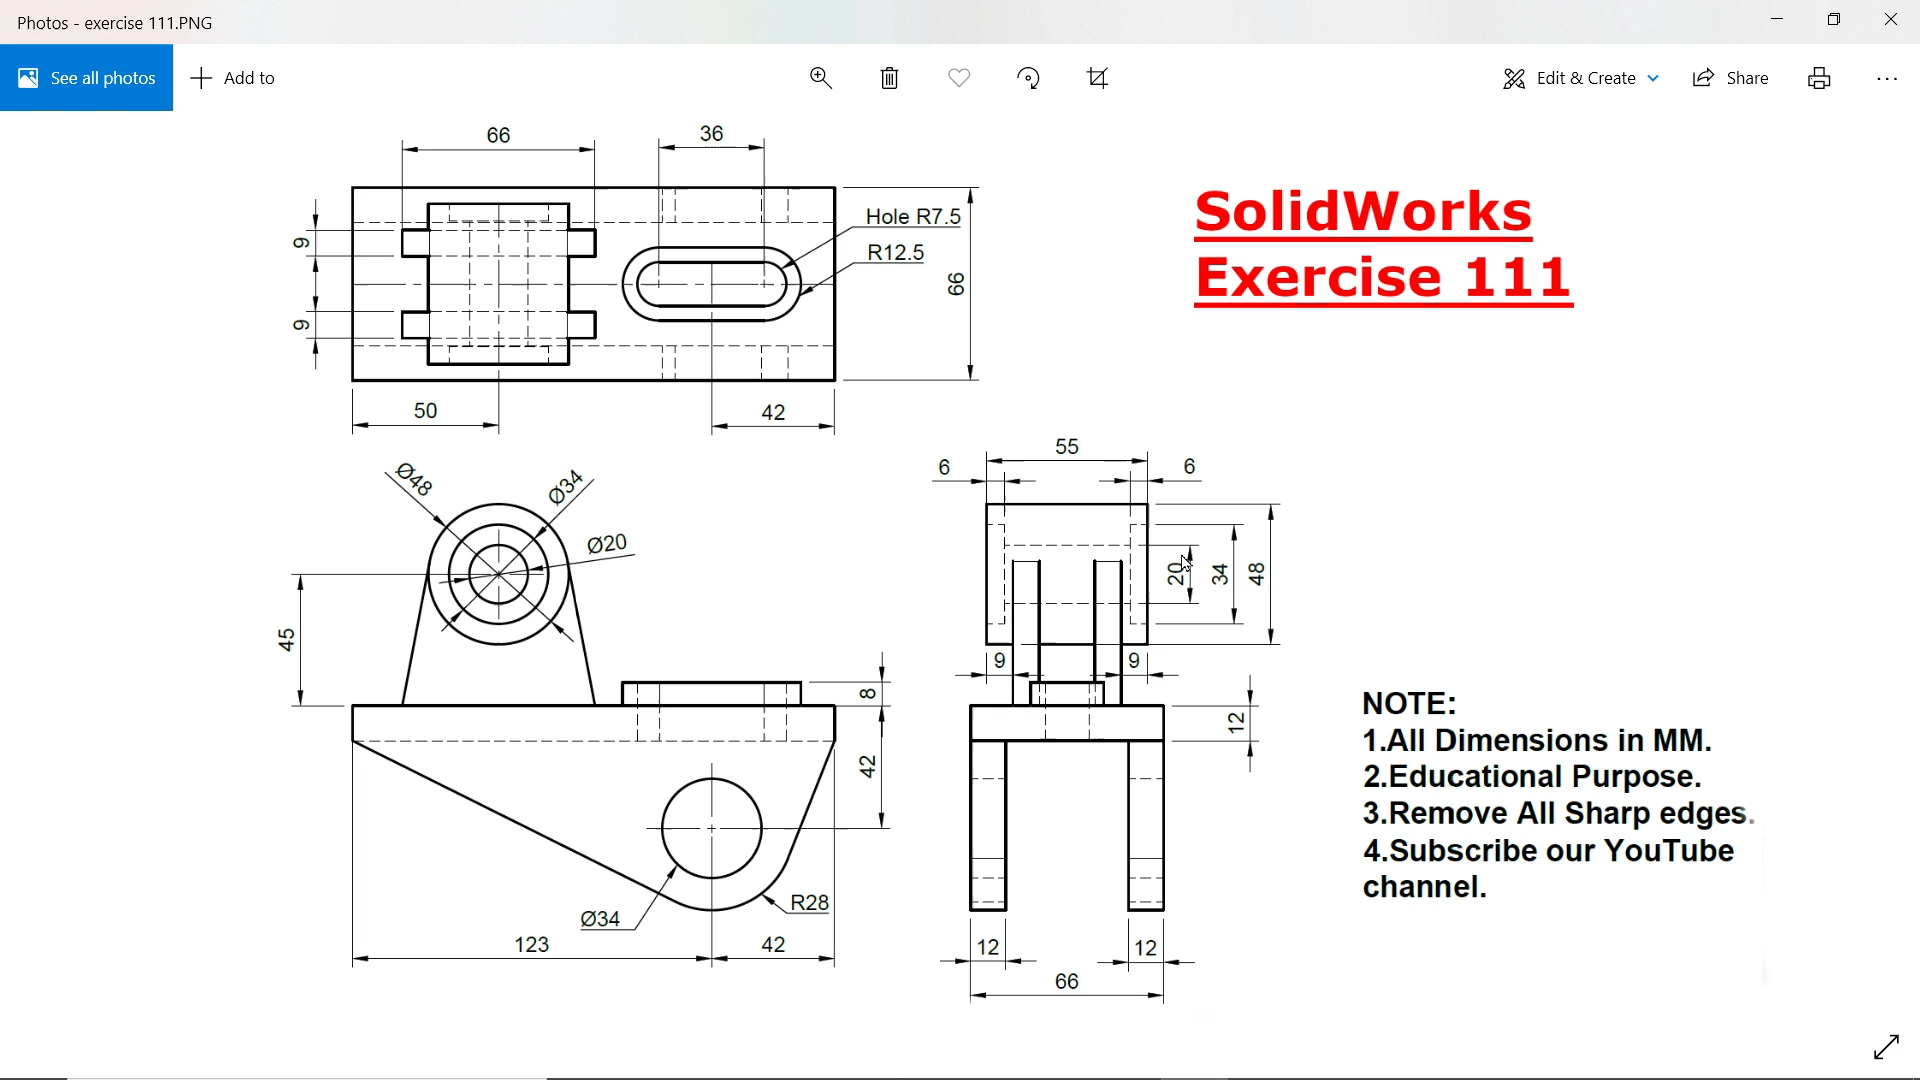 Photos - exercise 111.PNG
See all photos
Add to
Edit & Create
Share
66
36
SolidWorks
Exercise 111
Hole R7.5
R12.5
9
9
66
50
42
55
6
6
Ø48
Ø34
Ø20
45
20
34
48
9
9
8
12
42
NOTE:
1.All Dimensions in MM.
2.Educational Purpose.
3.Remove All Sharp edges.
4.Subscribe our YouTube
channel.
Ø34
R28
123
42
12
12
66